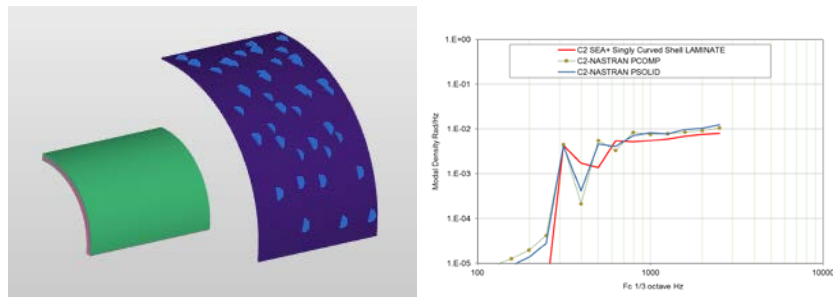 1.E+00
C2 SEA+ Singly Curved Shell LAMINATE
C2-NASTRAN PCOMP
C2-NASTRAN PSOLID
1.E-01
1.E-02
1.E-03
1.E-04
1.E-05
Modal Density Rad/Hz
100
1000
10000
Fc 1/3 octave Hz